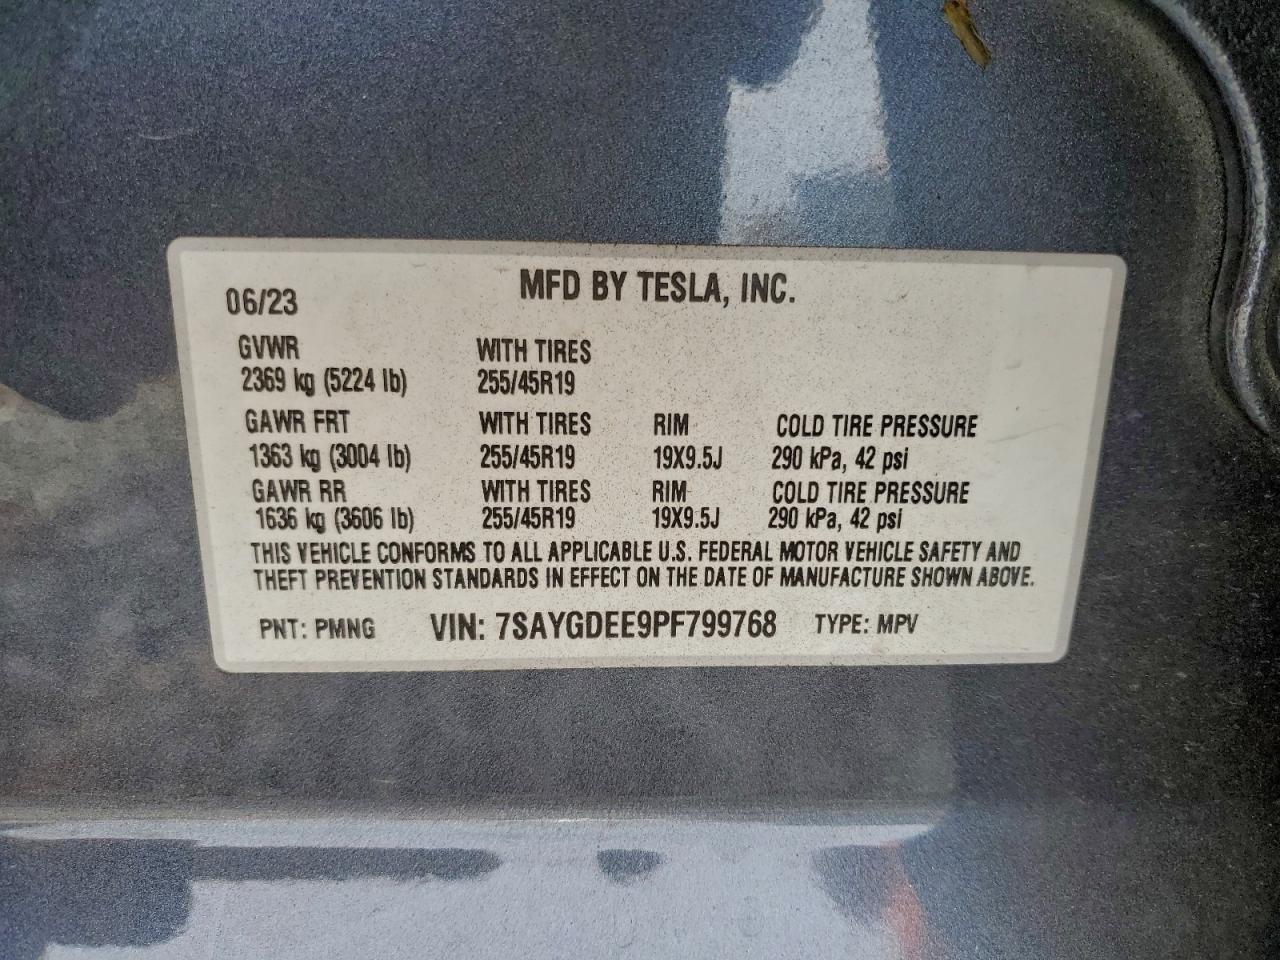 MFD BY TESLA, INC.
06/23
GVWR WITH TIRES
2369 kg (5224 lb) 255/45R19
GAWR FRT WITH TIRES RIM COLD TIRE PRESSURE
1363 kg (3004 lb) 255/45R19 19X9.5J 290 kPa, 42 psi
GAWR RR WITH TIRES RIM COLD TIRE PRESSURE
1636 kg (3606 lb) 255/45R19 19X9.5J 290 kPa, 42 psi
THIS VEHICLE CONFORMS TO ALL APPLICABLE U.S. FEDERAL MOTOR VEHICLE SAFETY AND
THEFT PREVENTION STANDARDS IN EFFECT ON THE DATE OF MANUFACTURE SHOWN ABOVE.
PNT: PMNG VIN: 7SAYGDEE9PF799768 TYPE: MPV